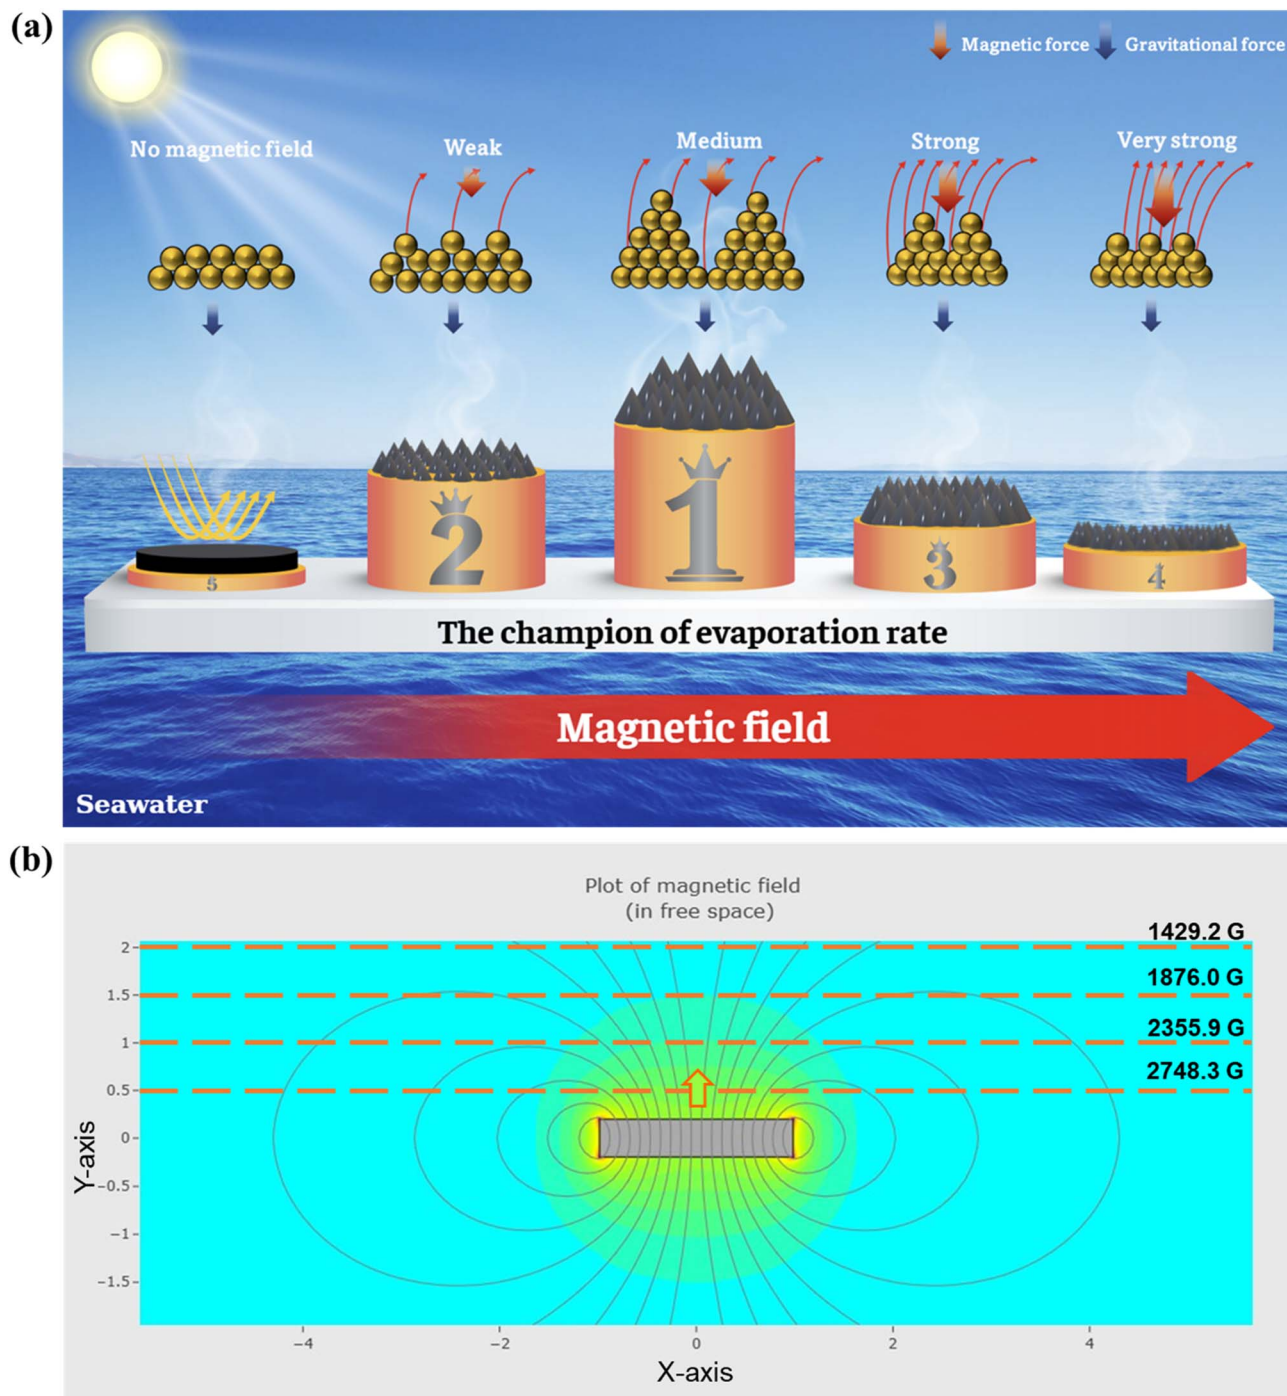 (a)
Magnetic force
Gravitational force
No magnetic field
Weak
Medium
Strong
Very strong
5
2
1
3
4
The champion of evaporation rate
Magnetic field
Seawater
(b)
Plot of magnetic field
(in free space)
1429.2 G
1876.0 G
2355.9 G
2748.3 G
2
1.5
1
0.5
0
−0.5
−1
−1.5
Y-axis
−4
−2
0
2
4
X-axis